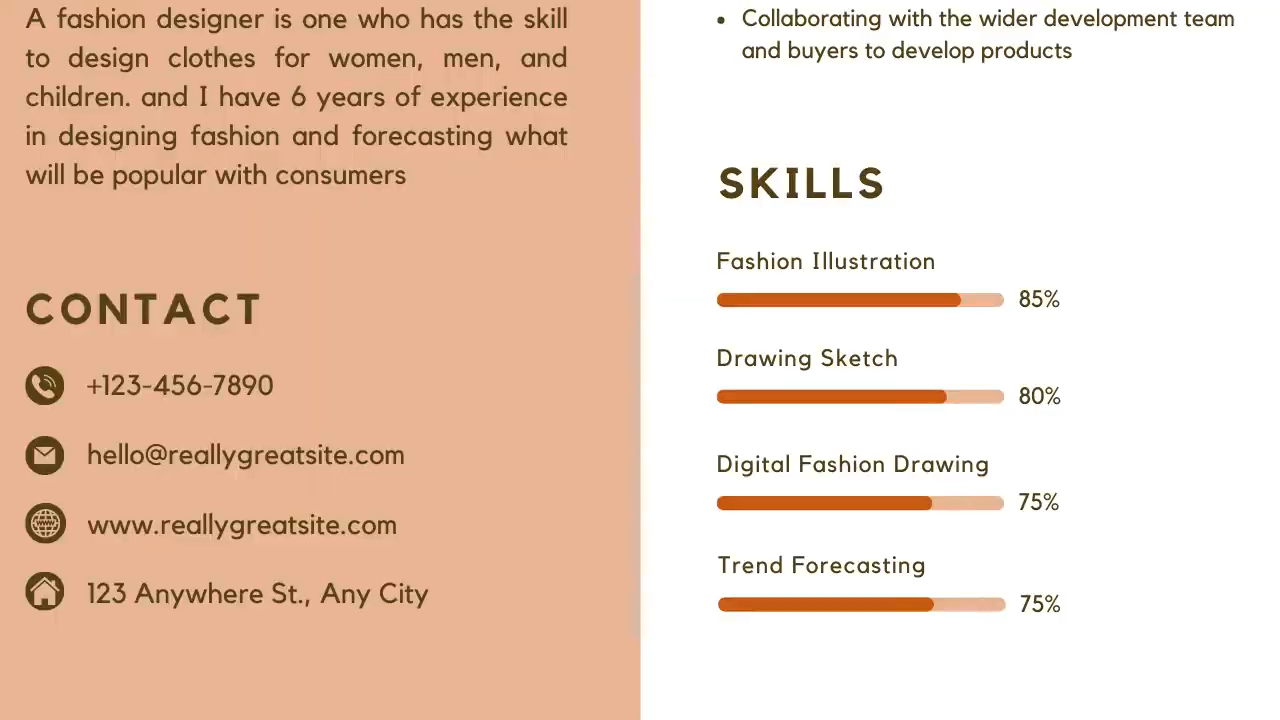 A fashion designer is one who has the skill
to design clothes for women, men, and
children. and I have 6 years of experience
in designing fashion and forecasting what
will be popular with consumers
CONTACT
+123-456-7890
hello@reallygreatsite.com
www.reallygreatsite.com
123 Anywhere St., Any City
• Collaborating with the wider development team
and buyers to develop products
SKILLS
Fashion Illustration
85%
Drawing Sketch
80%
Digital Fashion Drawing
75%
Trend Forecasting
75%